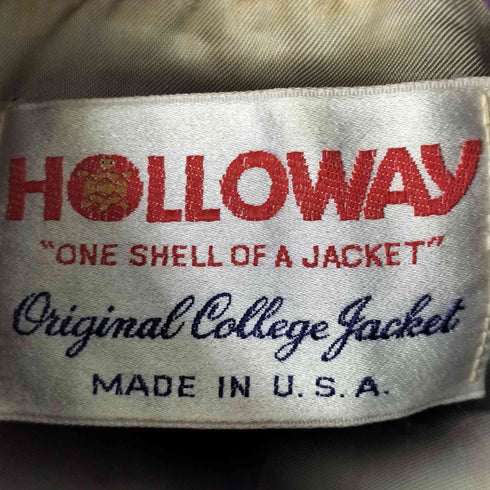 HOLLOWAY
"ONE SHELL OF A JACKET"
Original College Jacket
MADE IN U.S.A.